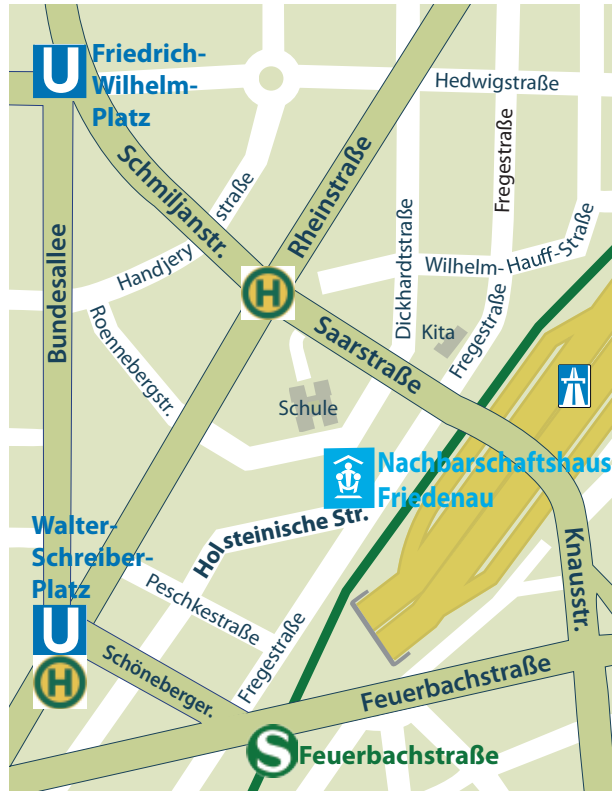 U Friedrich-
Wilhelm-
Platz
Hedwigstraße
Fregestraße
Schmiljanstr.
Handjery straße
Rheinstraße
Dickhardtstraße
Wilhelm-Hauff-Straße
Bundesallee
Roennebergstr.
H
Saarstraße
Kita
Fregestraße
Schule
Nachbarschaftshaus
Friedenau
Holsteinische Str.
Walter-
Schreiber-
Platz
U
H
Peschkestraße
Fregestraße
Schöneberger.
Knausstr.
Feuerbachstraße
S Feuerbachstraße